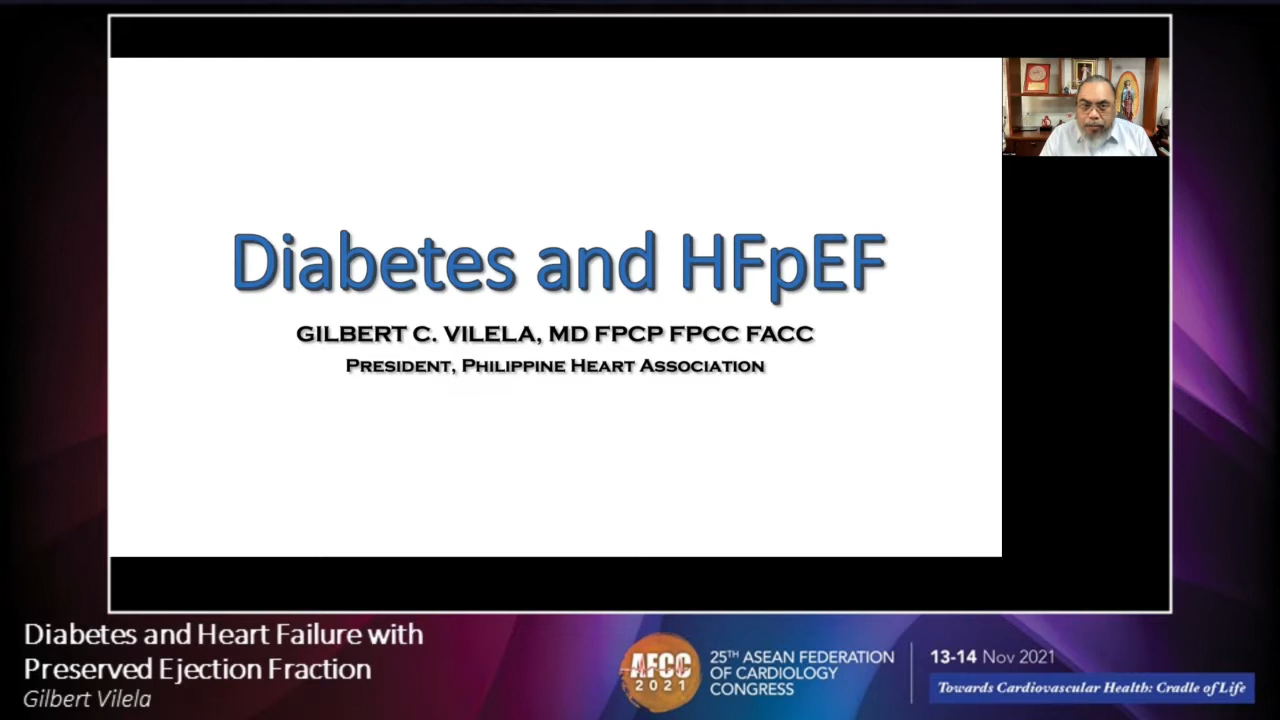 Diabetes and HFpEF
GILBERT C. VILELA, MD FPCP FPCC FACC
PRESIDENT, PHILIPPINE HEART ASSOCIATION
Diabetes and Heart Failure with
Preserved Ejection Fraction
Gilbert Vilela
AFCC
2021
25TH ASEAN FEDERATION
OF CARDIOLOGY
CONGRESS
13-14 Nov 2021
Towards Cardiovascular Health: Cradle of Life